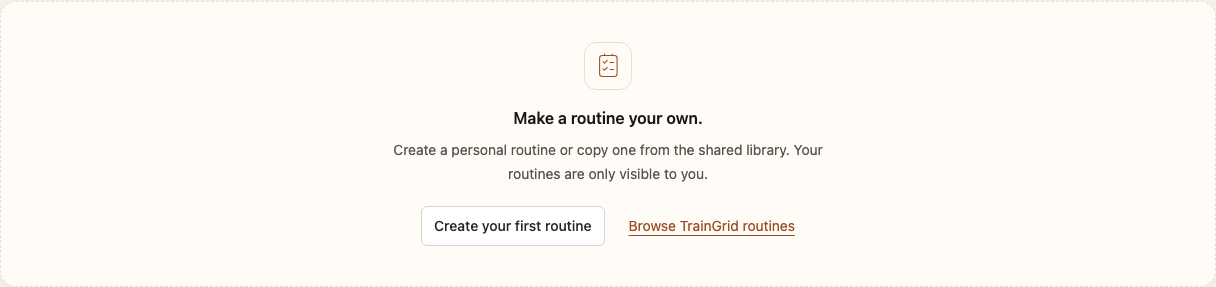 Make a routine your own.
Create a personal routine or copy one from the shared library. Your
routines are only visible to you.
Create your first routine
Browse TrainGrid routines